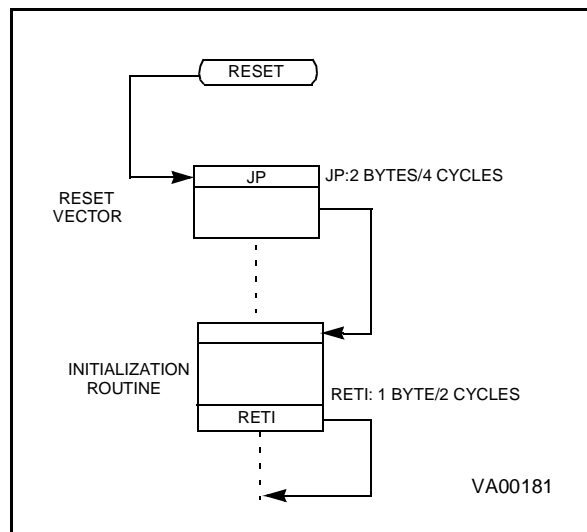 RESET
JP
JP:2 BYTES/4 CYCLES
RESET
VECTOR
INITIALIZATION
ROUTINE
RETI: 1 BYTE/2 CYCLES
RETI
VA00181